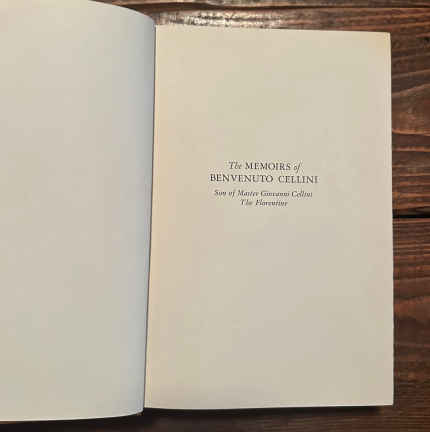 The MEMOIRS of
BENVENUTO CELLINI
Son of Master Giovanni Cellini
The Florentine